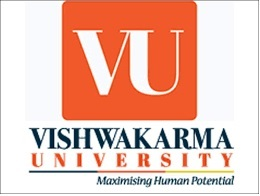 VU
VISHWAKARMA
UNIVERSITY
Maximising Human Potential